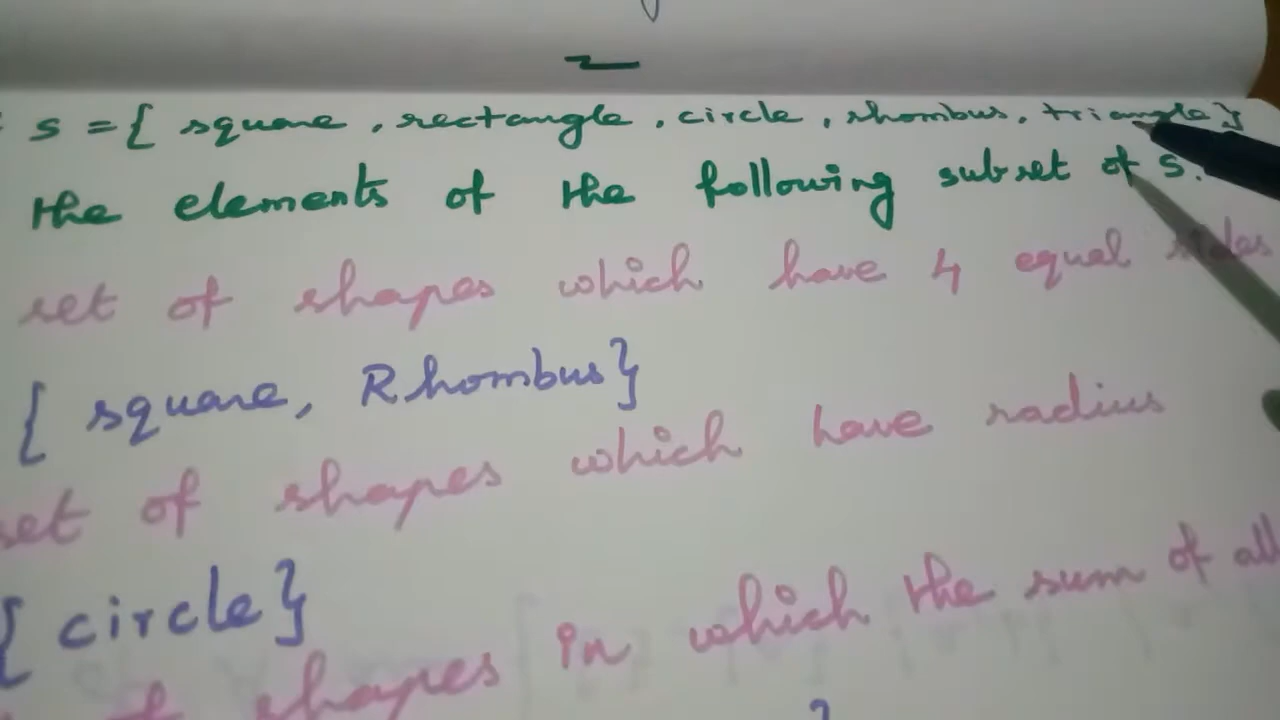 s = { square, rectangle, circle, rhombus, triangle }
the elements of the following subset of s.
set of shapes which have 4 equal sides
{ square, Rhombus}
set of shapes which have radius
{ circle }
of shapes in which the sum of all
}